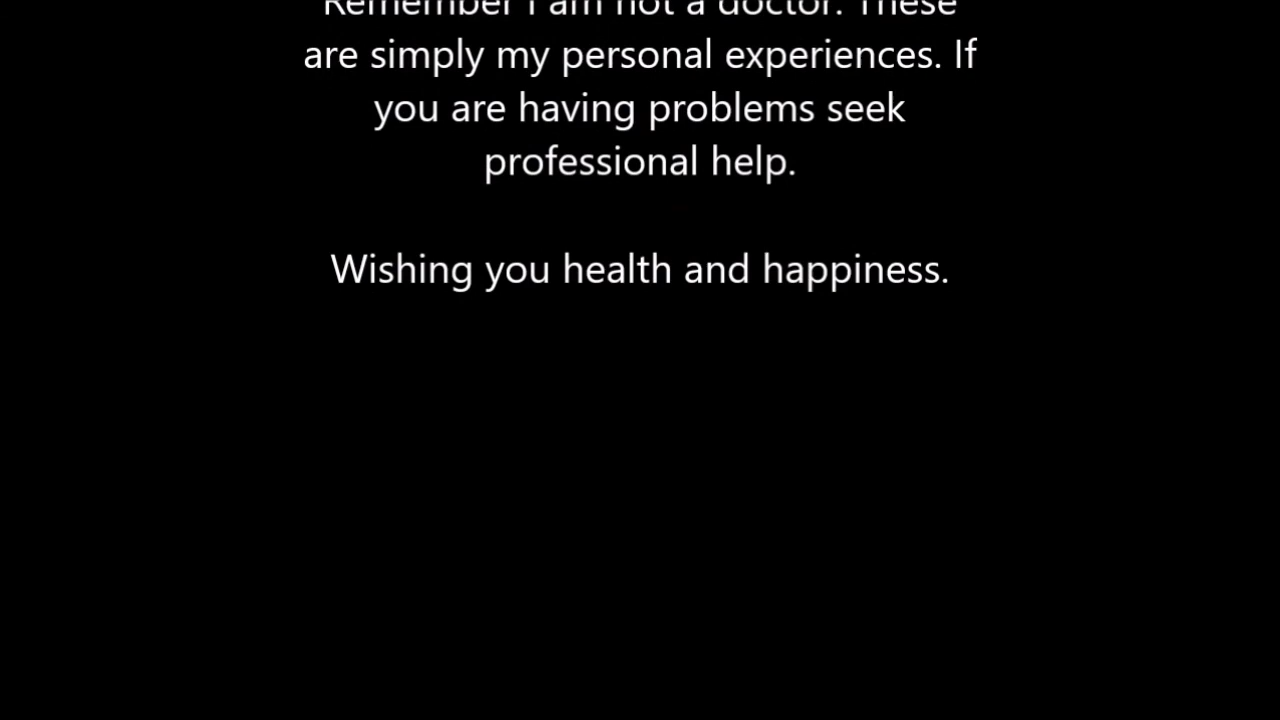 Remember I am not a doctor. These
are simply my personal experiences. If
you are having problems seek
professional help.
Wishing you health and happiness.